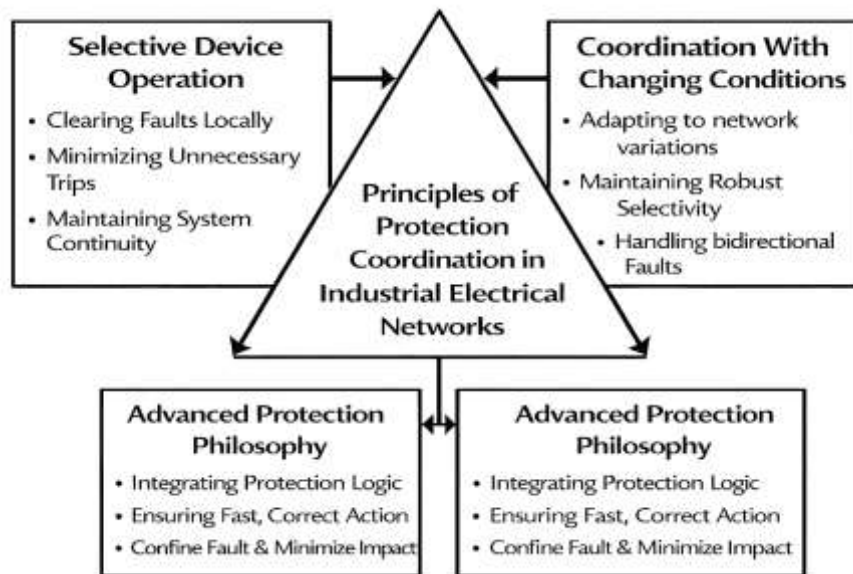 Selective Device
Operation
• Clearing Faults Locally
• Minimizing Unnecessary
Trips
• Maintaining System
Continuity
Coordination With
Changing Conditions
• Adapting to network
variations
• Maintaining Robust
Selectivity
• Handling bidirectional
Faults
Principles of
Protection
Coordination in
Industrial Electrical
Networks
Advanced Protection
Philosophy
• Integrating Protection Logic
• Ensuring Fast, Correct Action
• Confine Fault & Minimize Impact
Advanced Protection
Philosophy
• Integrating Protection Logic
• Ensuring Fast, Correct Action
• Confine Fault & Minimize Impact